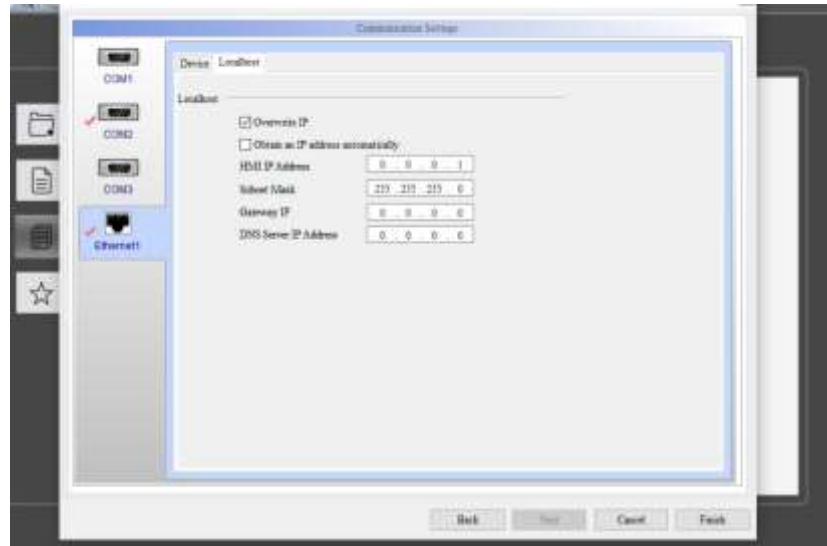 Communication Settings
COM1
COM2
COM3
Ethernet1
Device Localhost
Localhost
Overwrite IP
Obtain an IP address automatically
HMI IP Address 0 . 0 . 0 . 1
Subnet Mask 255 . 255 . 255 . 0
Gateway IP 0 . 0 . 0 . 0
DNS Server IP Address 0 . 0 . 0 . 0
Back Next Cancel Finish